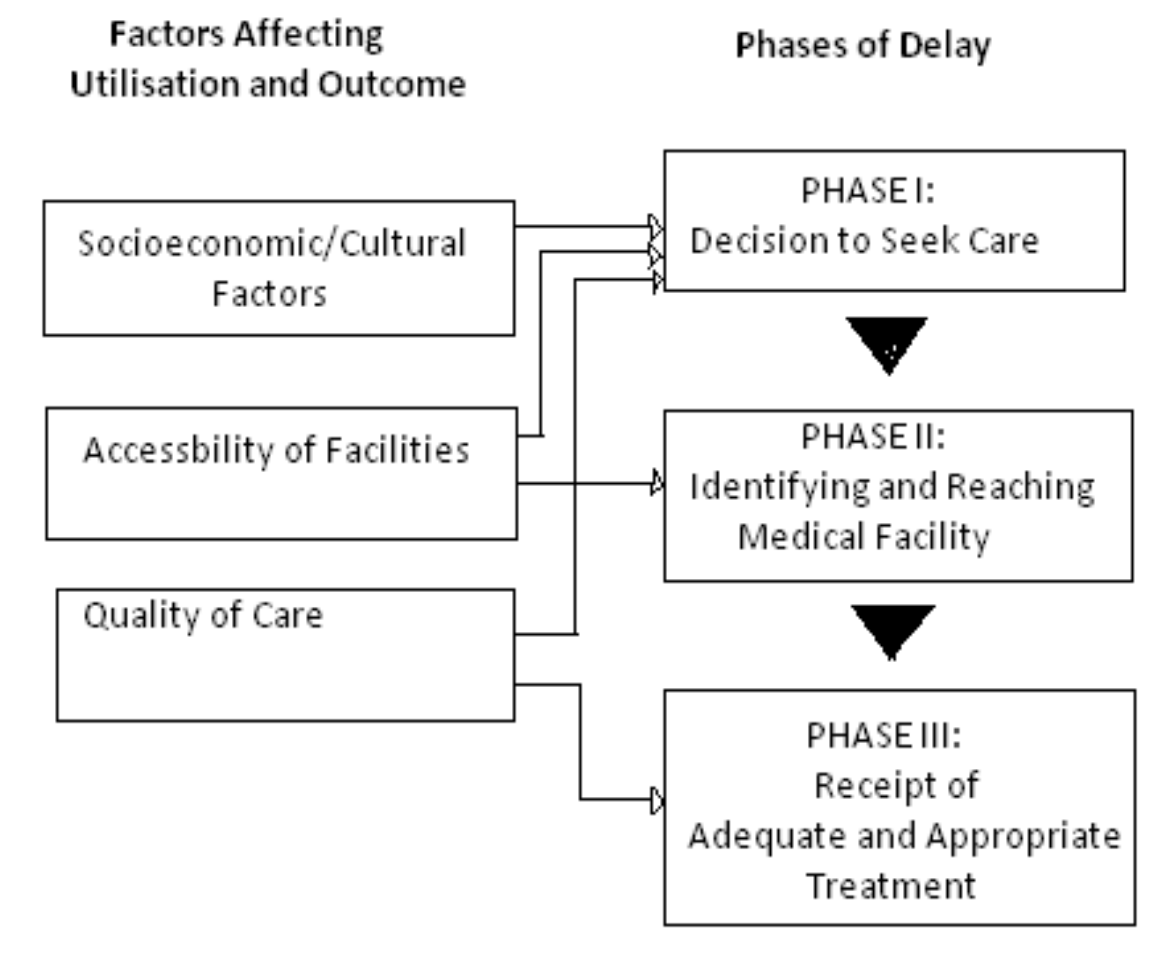 Factors Affecting
Utilisation and Outcome
Phases of Delay
Socioeconomic/Cultural
Factors
Accessbility of Facilities
Quality of Care
PHASE I:
Decision to Seek Care
PHASE II:
Identifying and Reaching
Medical Facility
PHASE III:
Receipt of
Adequate and Appropriate
Treatment